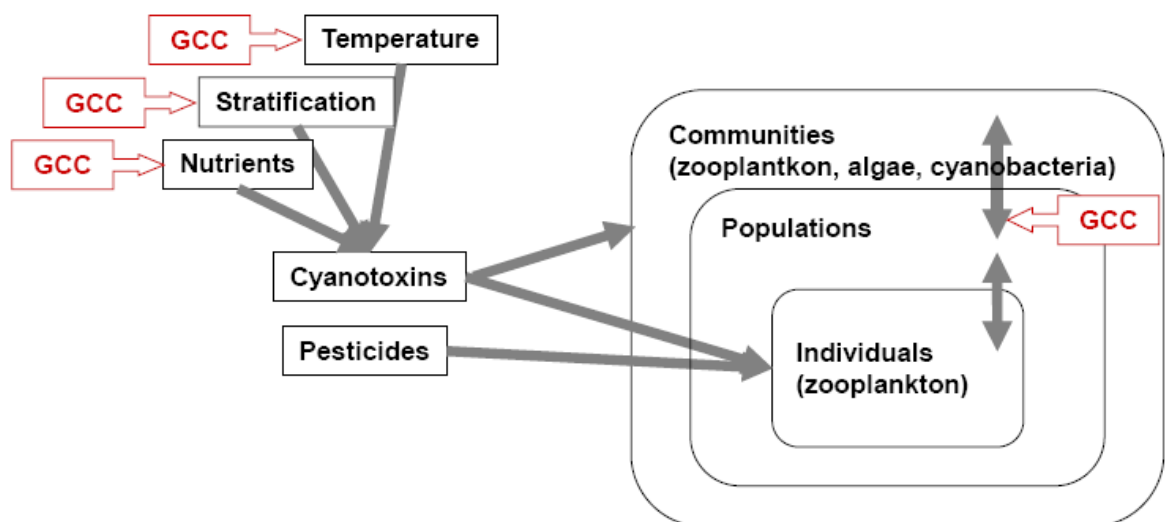 GCC
Temperature
GCC
Stratification
GCC
Nutrients
Cyanotoxins
Pesticides
Communities
(zooplantkon, algae, cyanobacteria)
GCC
Populations
Individuals
(zooplankton)